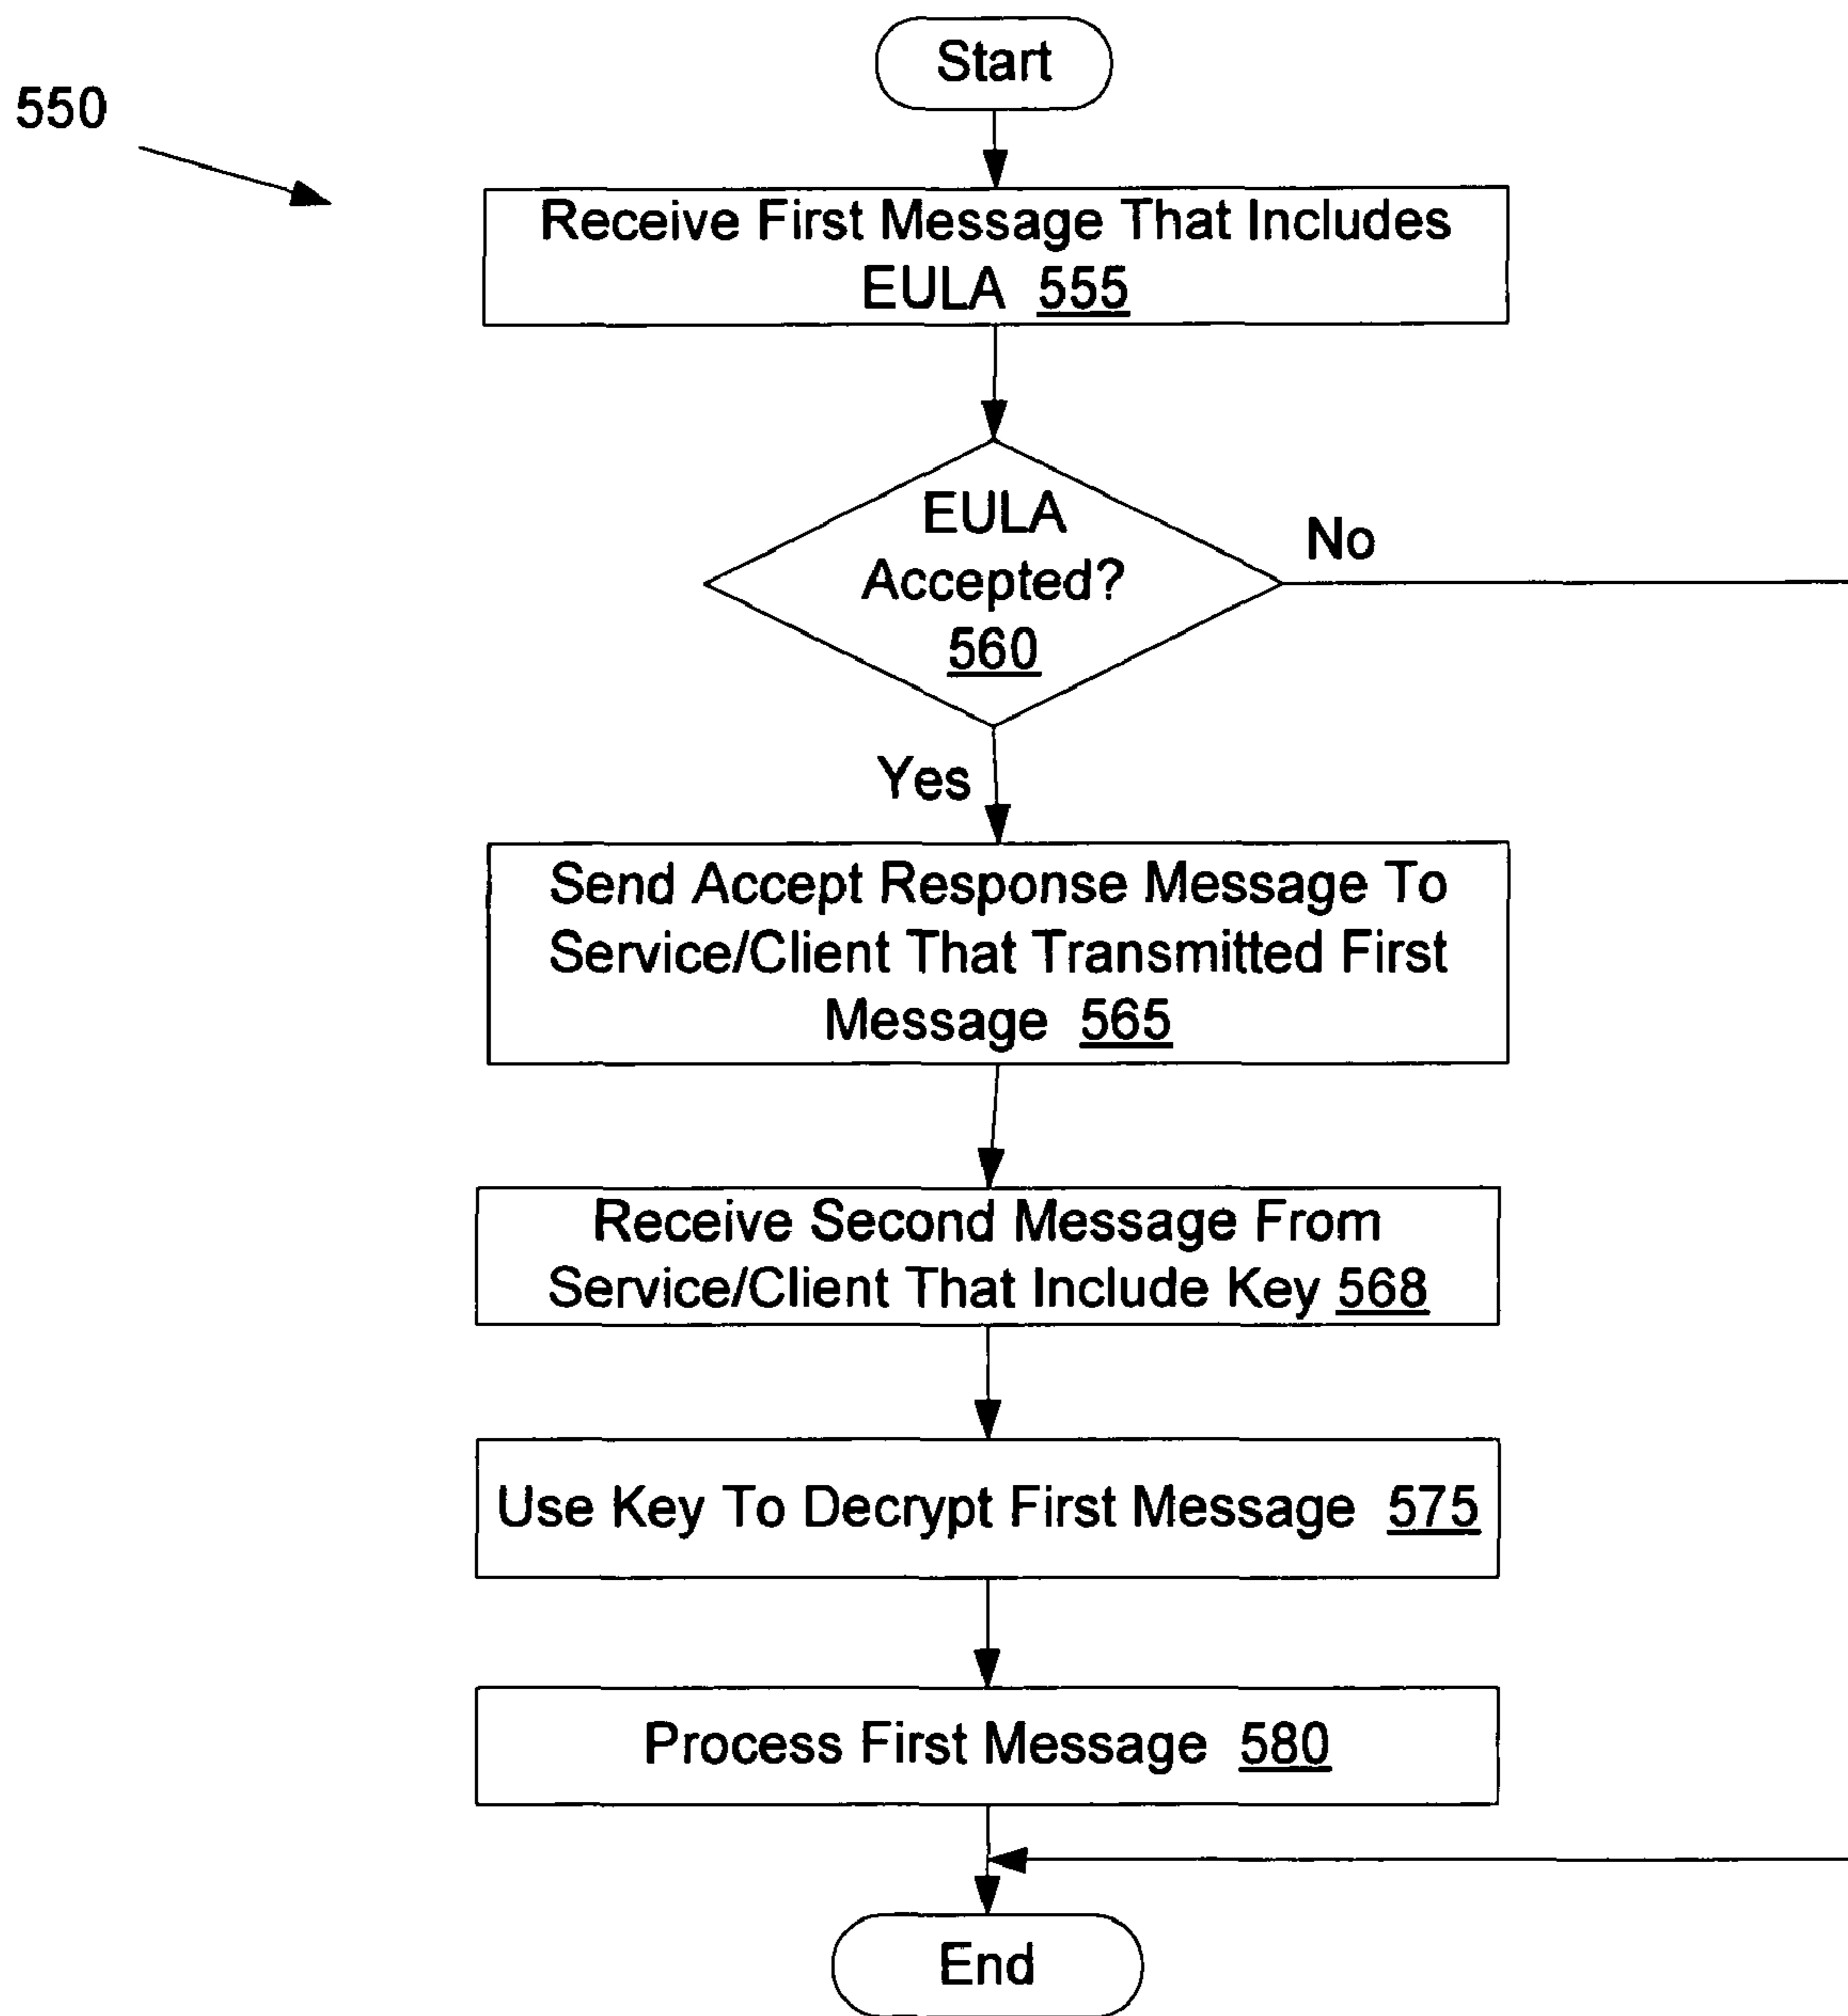 Start
550
Receive First Message That Includes
EULA 555
EULA
Accepted?
560
No
Yes
Send Accept Response Message To
Service/Client That Transmitted First
Message 565
Receive Second Message From
Service/Client That Include Key 568
Use Key To Decrypt First Message 575
Process First Message 580
End